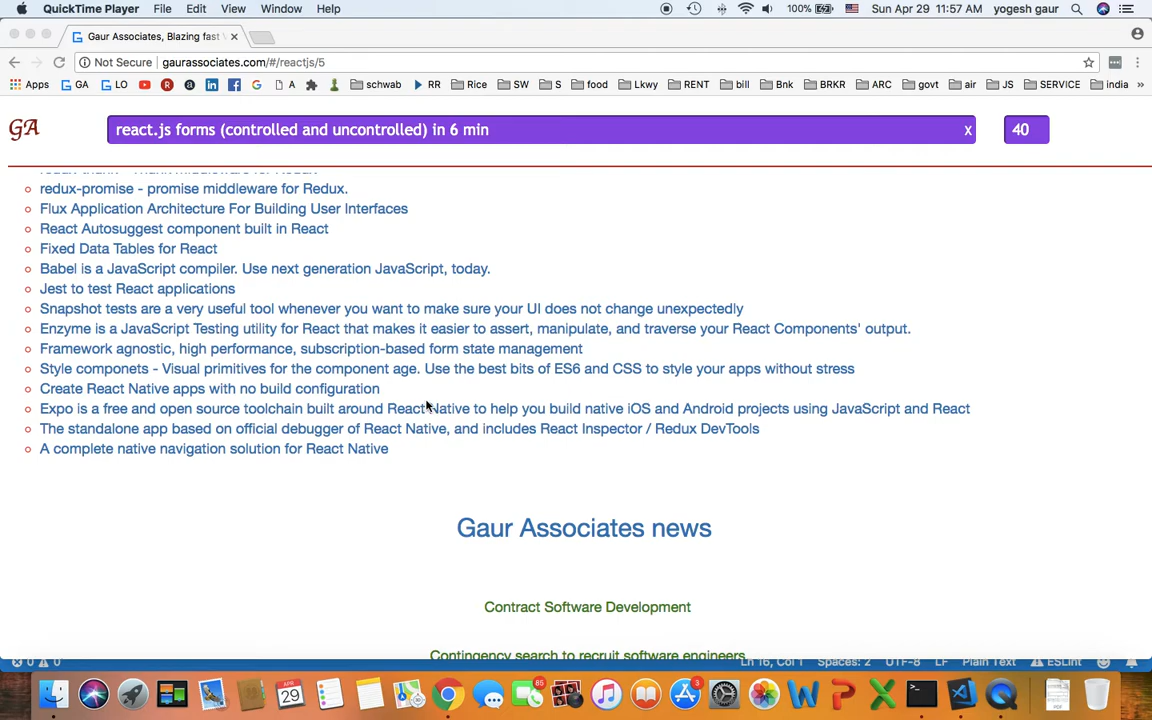 QuickTime Player File Edit View Window Help 100% Sun Apr 29 11:57 AM yogesh gaur
Gaur Associates, Blazing fast
Not Secure gaurassociates.com/#/reactjs/5
Apps GA LO RR A schwab Rice SW S food Lkwy RENT bill Bnk BRKR ARC govt air JS SERVICE india »
GA react.js forms (controlled and uncontrolled) in 6 min x 40
redux-promise - promise middleware for Redux.
Flux Application Architecture For Building User Interfaces
React Autosuggest component built in React
Fixed Data Tables for React
Babel is a JavaScript compiler. Use next generation JavaScript, today.
Jest to test React applications
Snapshot tests are a very useful tool whenever you want to make sure your UI does not change unexpectedly
Enzyme is a JavaScript Testing utility for React that makes it easier to assert, manipulate, and traverse your React Components' output.
Framework agnostic, high performance, subscription-based form state management
Style componets - Visual primitives for the component age. Use the best bits of ES6 and CSS to style your apps without stress
Create React Native apps with no build configuration
Expo is a free and open source toolchain built around React Native to help you build native iOS and Android projects using JavaScript and React
The standalone app based on official debugger of React Native, and includes React Inspector / Redux DevTools
A complete native navigation solution for React Native
Gaur Associates news
Contract Software Development
Contingency search to recruit software engineers
0 0 Ln 16, Col 1 Spaces: 2 UTF-8 LF Plain Text ESLint
APR 29 85 3